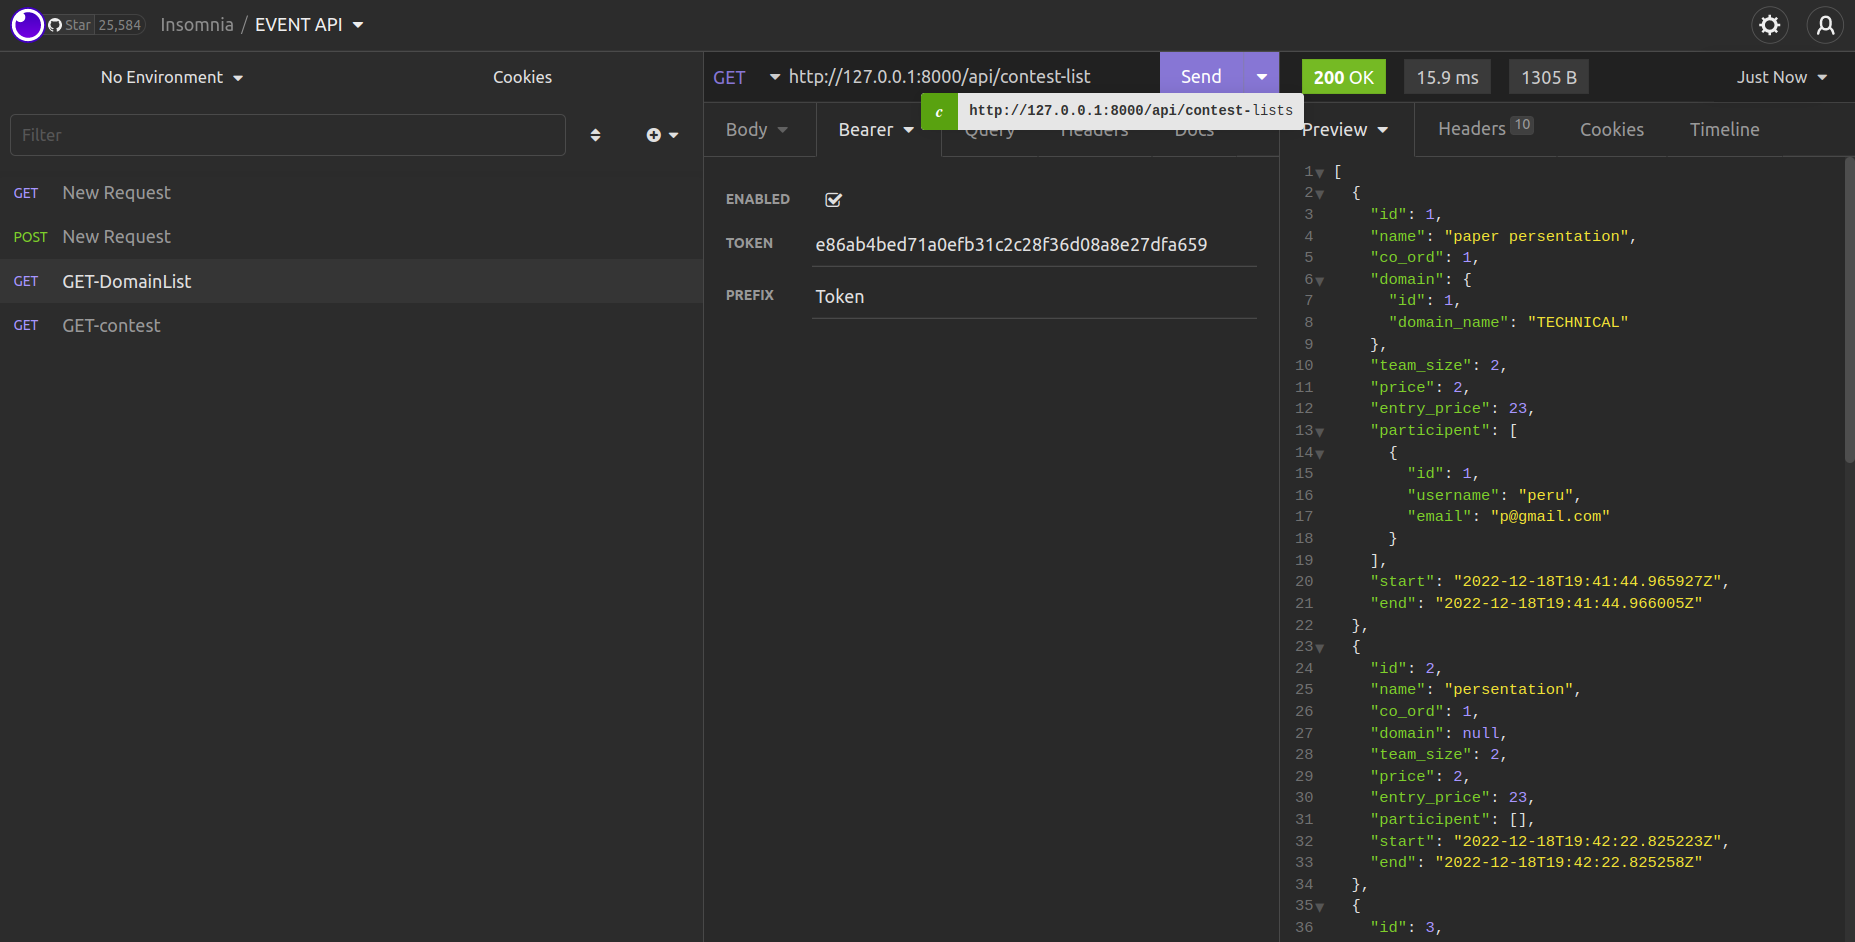 Star 25,584 Insomnia / EVENT API
No Environment
Cookies
Filter
GET New Request
POST New Request
GET GET-DomainList
GET GET-contest
GET http://127.0.0.1:8000/api/contest-list Send
c http://127.0.0.1:8000/api/contest-lists
Body Bearer Query Headers Docs
ENABLED
TOKEN e86ab4bed71a0efb31c2c28f36d08a8e27dfa659
PREFIX Token
200 OK 15.9 ms 1305 B Just Now
Preview Headers 10 Cookies Timeline
1 [
2 {
3 "id": 1,
4 "name": "paper persentation",
5 "co_ord": 1,
6 "domain": {
7 "id": 1,
8 "domain_name": "TECHNICAL"
9 },
10 "team_size": 2,
11 "price": 2,
12 "entry_price": 23,
13 "participent": [
14 {
15 "id": 1,
16 "username": "peru",
17 "email": "p@gmail.com"
18 }
19 ],
20 "start": "2022-12-18T19:41:44.965927Z",
21 "end": "2022-12-18T19:41:44.966005Z"
22 },
23 {
24 "id": 2,
25 "name": "persentation",
26 "co_ord": 1,
27 "domain": null,
28 "team_size": 2,
29 "price": 2,
30 "entry_price": 23,
31 "participent": [],
32 "start": "2022-12-18T19:42:22.825223Z",
33 "end": "2022-12-18T19:42:22.825258Z"
34 },
35 {
36 "id": 3,